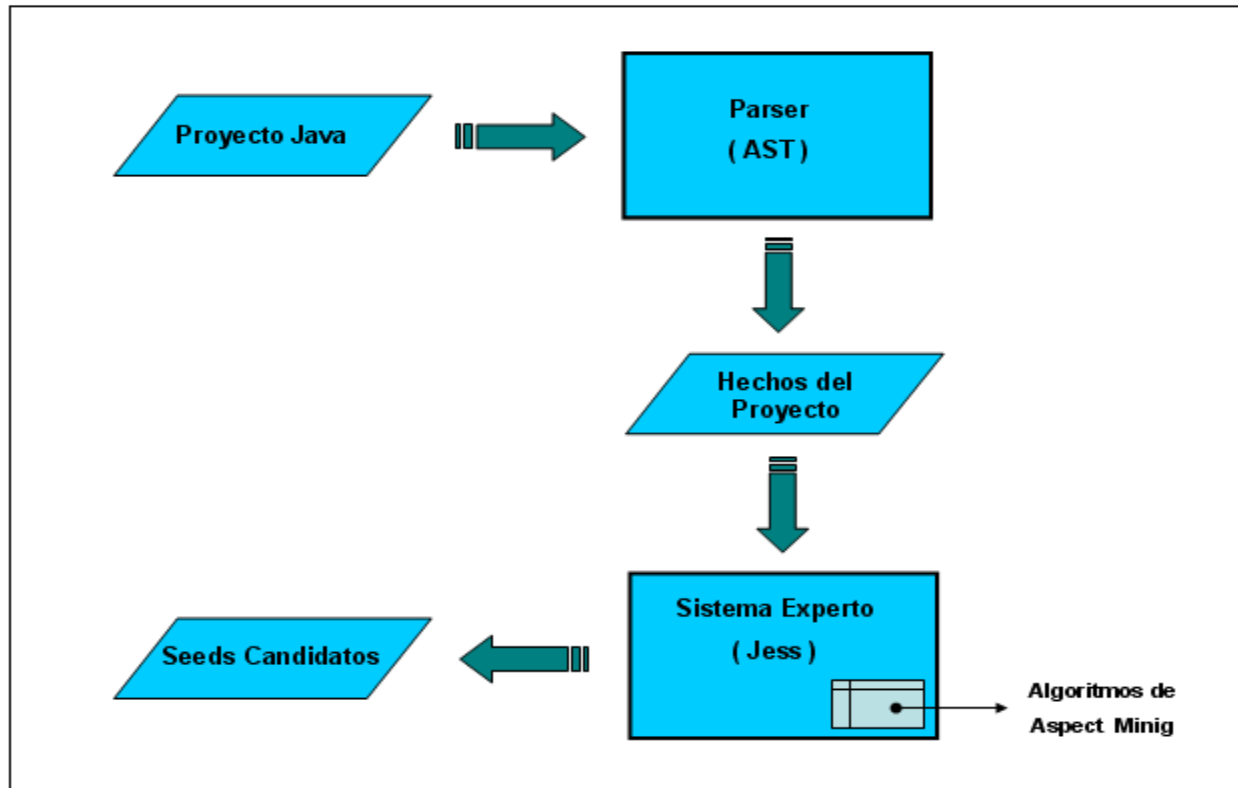 Proyecto Java
Parser
( AST )
Hechos del
Proyecto
Sistema Experto
( Jess )
Seeds Candidatos
Algoritmos de
Aspect Minig